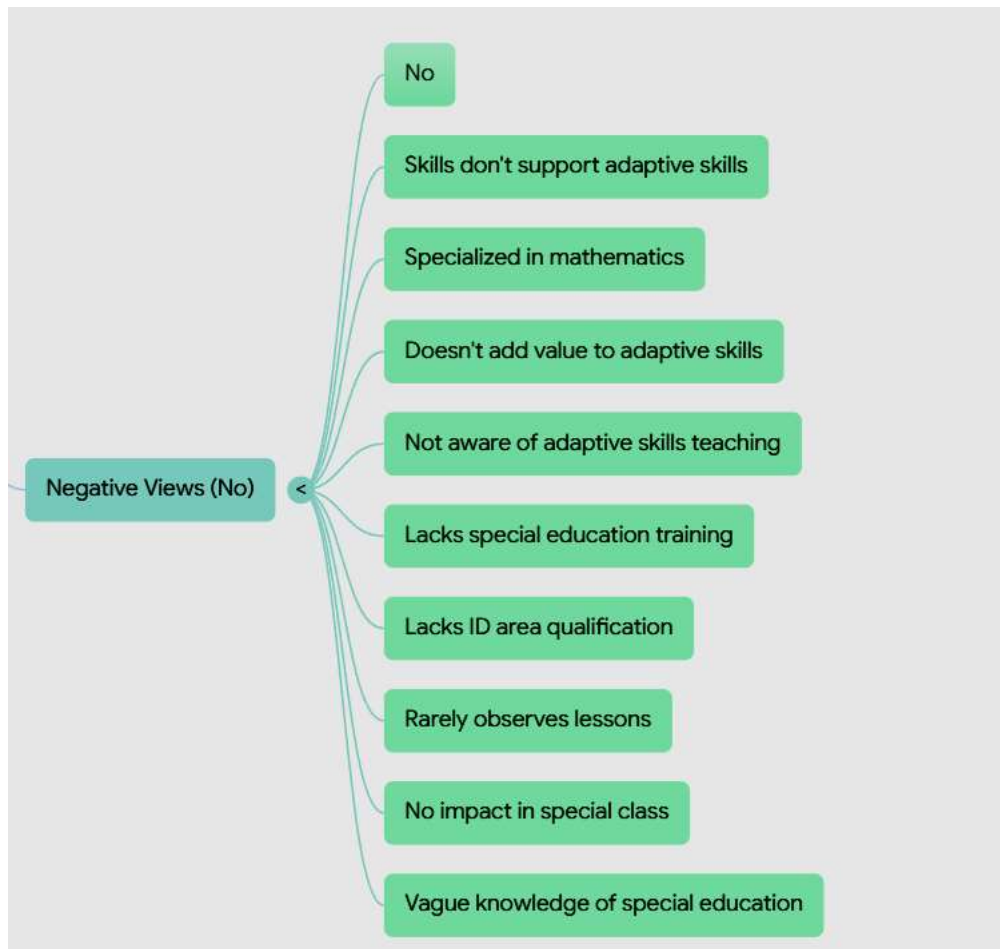 No
Skills don't support adaptive skills
Specialized in mathematics
Doesn't add value to adaptive skills
Not aware of adaptive skills teaching
Negative Views (No)
<
Lacks special education training
Lacks ID area qualification
Rarely observes lessons
No impact in special class
Vague knowledge of special education